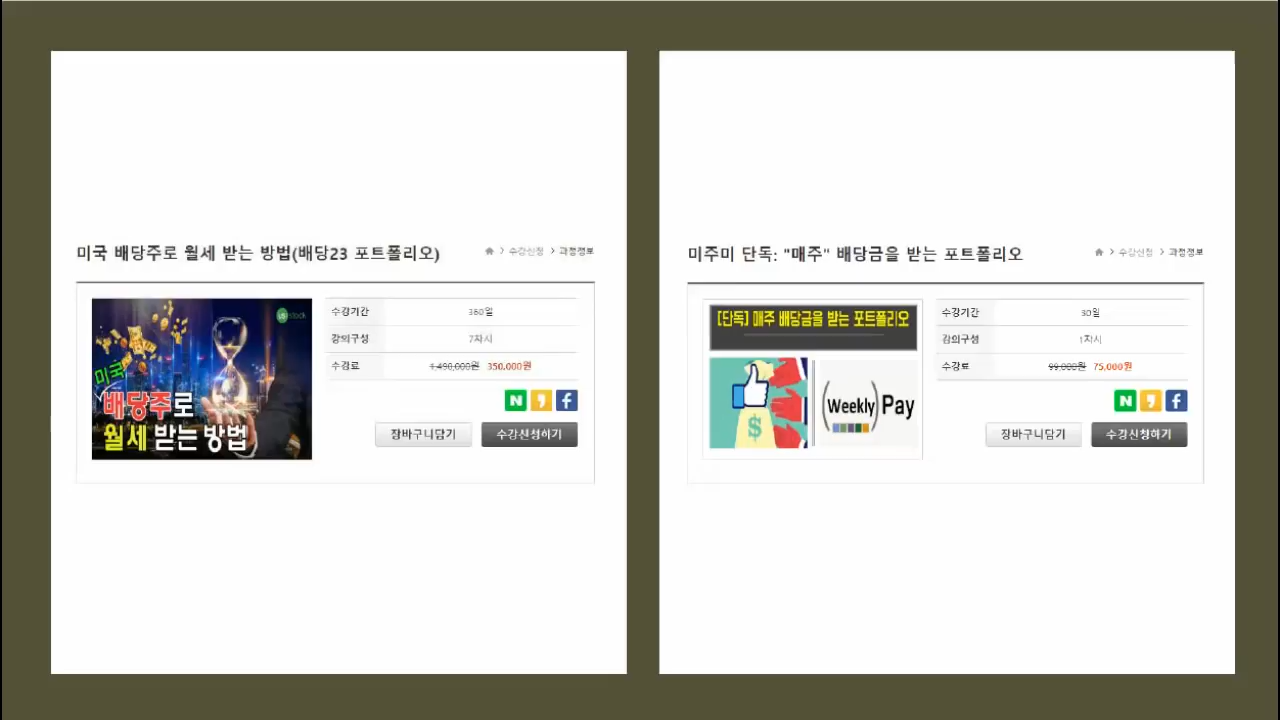 미국 배당주로 월세 받는 방법(배당23 포트폴리오)
수강신청 > 과정정보
미국
배당주로
월세 받는 방법
수강기간 360일
강의구성 7차시
수강료 1,490,000원 350,000원
N
f
장바구니담기 수강신청하기
미주미 단독: "매주" 배당금을 받는 포트폴리오
수강신청 > 과정정보
[단독] 매주 배당금을 받는 포트폴리오
$
(Weekly) Pay
수강기간 30일
강의구성 1차시
수강료 99,000원 75,000원
N
f
장바구니담기 수강신청하기